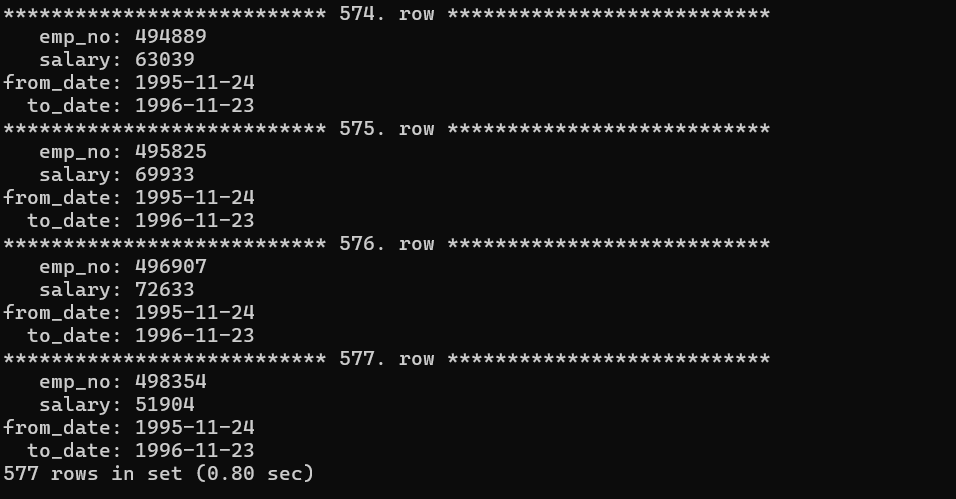 *************************** 574. row ***************************
   emp_no: 494889
   salary: 63039
from_date: 1995-11-24
  to_date: 1996-11-23
*************************** 575. row ***************************
   emp_no: 495825
   salary: 69933
from_date: 1995-11-24
  to_date: 1996-11-23
*************************** 576. row ***************************
   emp_no: 496907
   salary: 72633
from_date: 1995-11-24
  to_date: 1996-11-23
*************************** 577. row ***************************
   emp_no: 498354
   salary: 51904
from_date: 1995-11-24
  to_date: 1996-11-23
577 rows in set (0.80 sec)